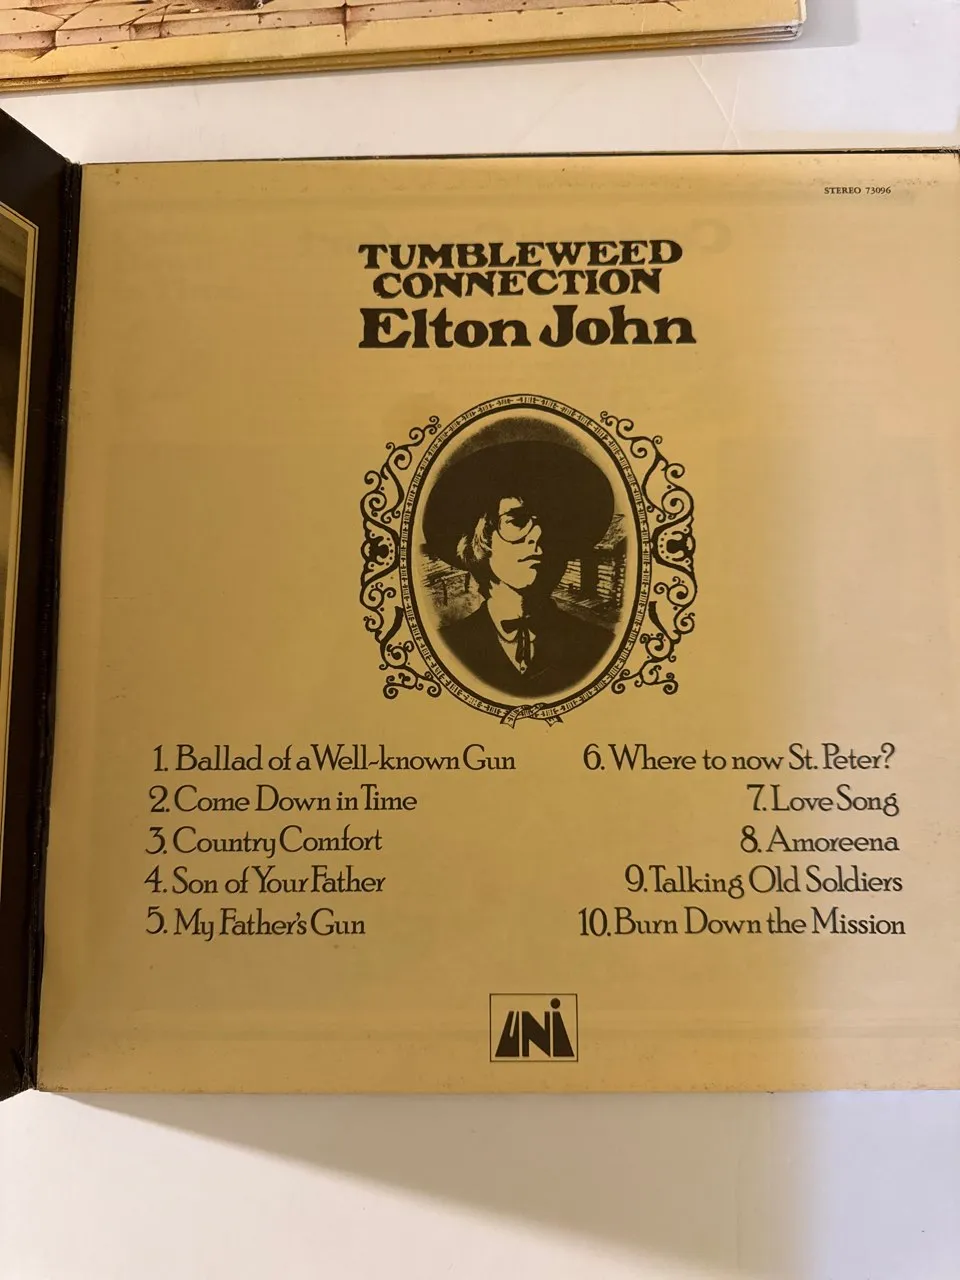 STEREO 73096
TUMBLEWEED
CONNECTION
Elton John
1. Ballad of a Well-known Gun
2. Come Down in Time
3. Country Comfort
4. Son of Your Father
5. My Father's Gun
6. Where to now St. Peter?
7. Love Song
8. Amoreena
9. Talking Old Soldiers
10. Burn Down the Mission
UNI